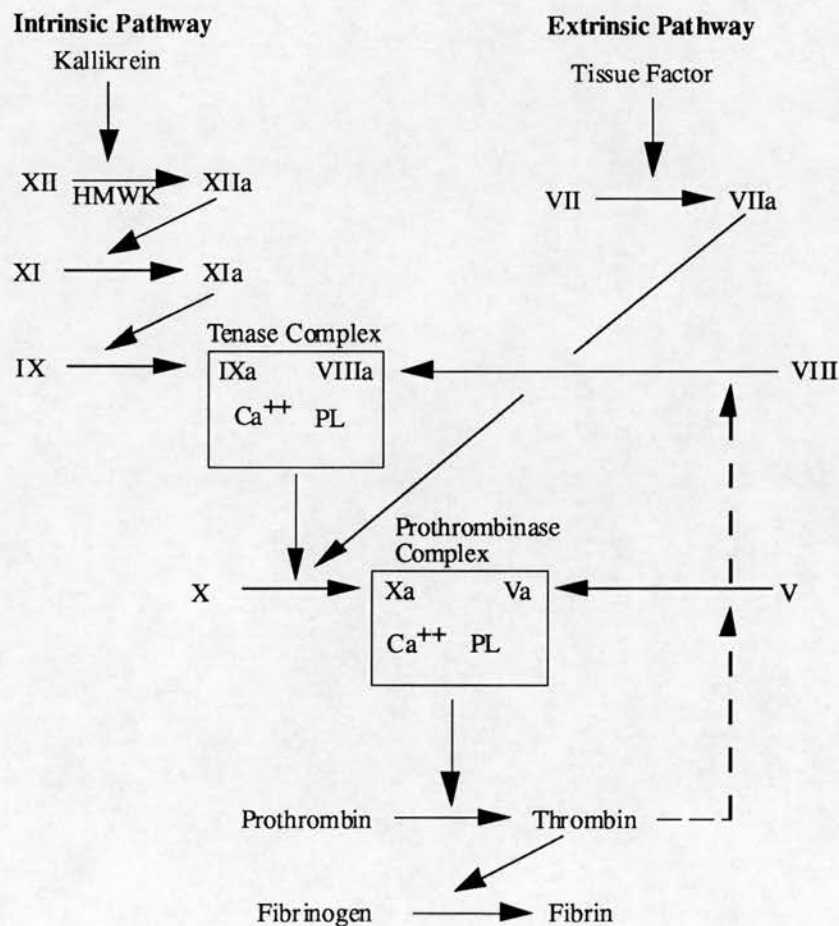 Intrinsic Pathway
Extrinsic Pathway
Kallikrein
Tissue Factor
XII
HMWK
XIIa
VII
VIIa
XI
XIa
Tenase Complex
IX
IXa
VIIIa
VIII
Ca++
PL
Prothrombinase
Complex
X
Xa
Va
V
Ca++
PL
Prothrombin
Thrombin
Fibrinogen
Fibrin